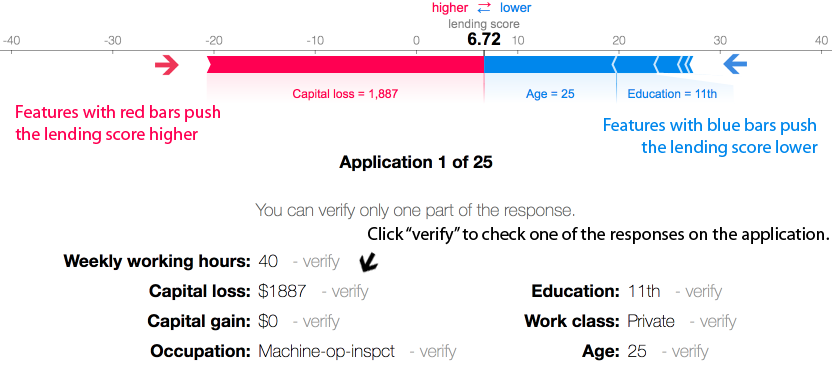 higher ⇄ lower
lending score
6.72
-40 -30 -20 -10 0 10 20 30 40
Capital loss = 1,887 Age = 25 Education = 11th
Features with red bars push
the lending score higher
Features with blue bars push
the lending score lower
Application 1 of 25
You can verify only one part of the response.
Click “verify” to check one of the responses on the application.
Weekly working hours: 40 - verify
Capital loss: $1887 - verify Education: 11th - verify
Capital gain: $0 - verify Work class: Private - verify
Occupation: Machine-op-inspct - verify Age: 25 - verify